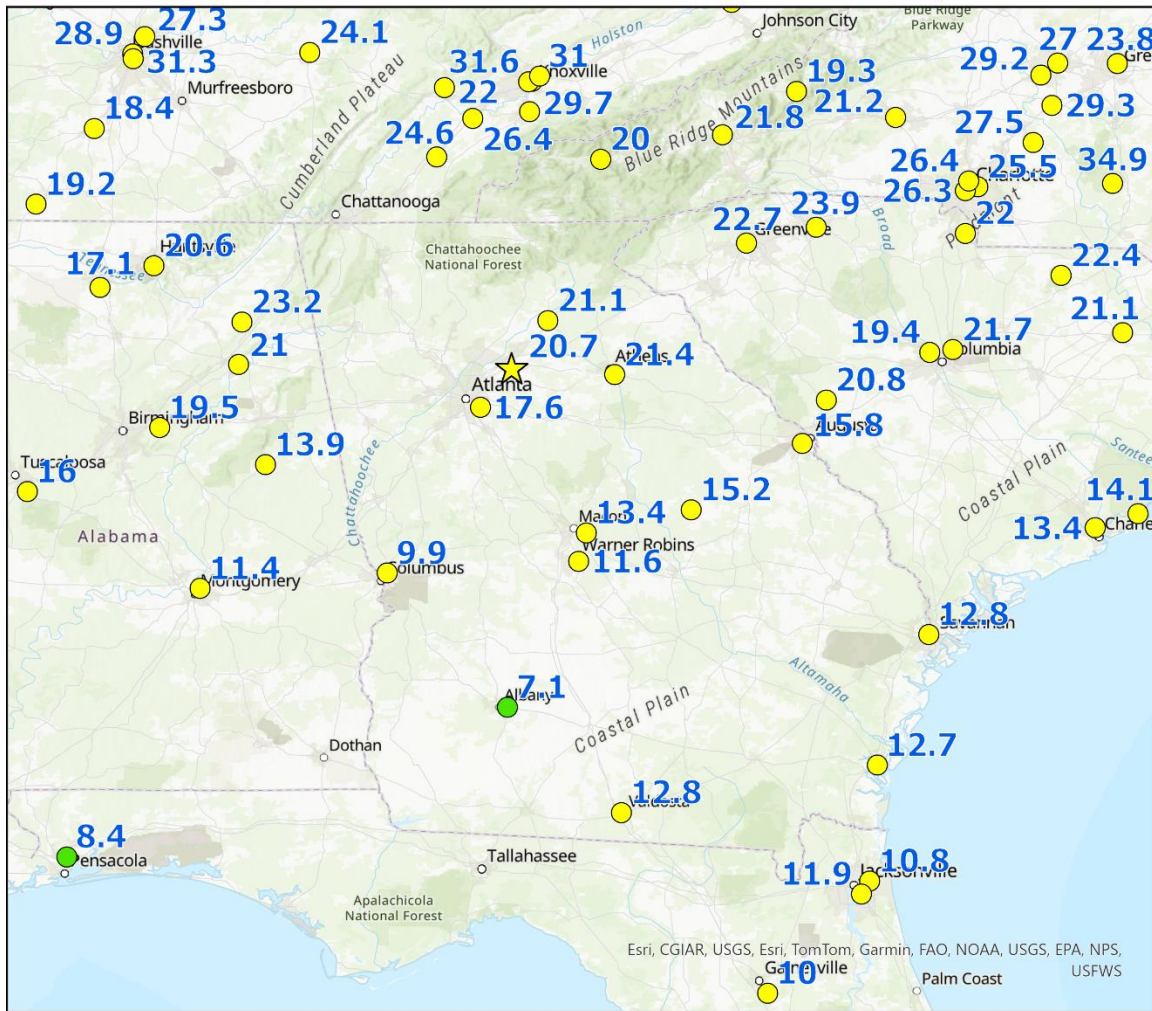 Johnson City
Blue Ridge
Parkway
27.3
28.9
Nashville
31.3
24.1
Holston
Murfreesboro
18.4
19.2
Cumberland Plateau
31.6
31
Knoxville
22
29.7
24.6
26.4
20
Blue Ridge Mountains
21.8
19.3
21.2
29.2
27
23.8
Gre
29.3
27.5
26.4
25.5
Charlotte
26.3
34.9
22
Piedmont
Chattanooga
Chattahoochee
National Forest
22.7
Greenville
23.9
Broad
22.4
21.1
Huntsville
20.6
Tennessee
17.1
23.2
21
21.1
20.7
Athens
21.4
Atlanta
17.6
19.4
21.7
Columbia
20.8
Augusta
15.8
Birmingham
19.5
Tuscaloosa
16
13.9
Alabama
Chattahoochee
15.2
Macon
13.4
Warner Robins
11.6
Coastal Plain
Santee
14.1
13.4
Charle
11.4
Montgomery
9.9
Columbus
12.8
Savannah
Altamaha
7.1
Albany
Coastal Plain
Dothan
12.7
12.8
Valdosta
8.4
Pensacola
Tallahassee
Apalachicola
National Forest
11.9
Jacksonville
10.8
Esri, CGIAR, USGS, Esri, TomTom, Garmin, FAO, NOAA, USGS, EPA, NPS,
USFWS
Gainesville
10
Palm Coast